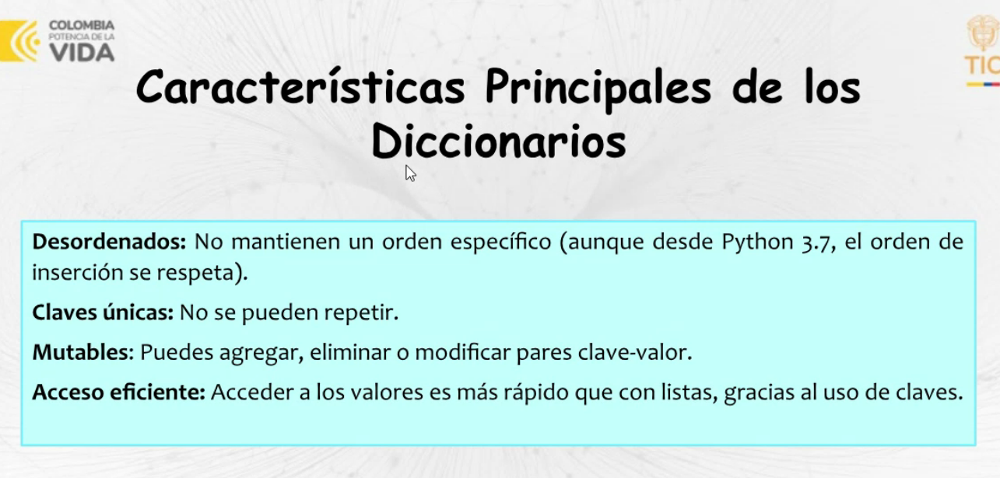 COLOMBIA
POTENCIA DE LA
VIDA
TIC
Características Principales de los
Diccionarios
Desordenados: No mantienen un orden específico (aunque desde Python 3.7, el orden de
inserción se respeta).
Claves únicas: No se pueden repetir.
Mutables: Puedes agregar, eliminar o modificar pares clave-valor.
Acceso eficiente: Acceder a los valores es más rápido que con listas, gracias al uso de claves.